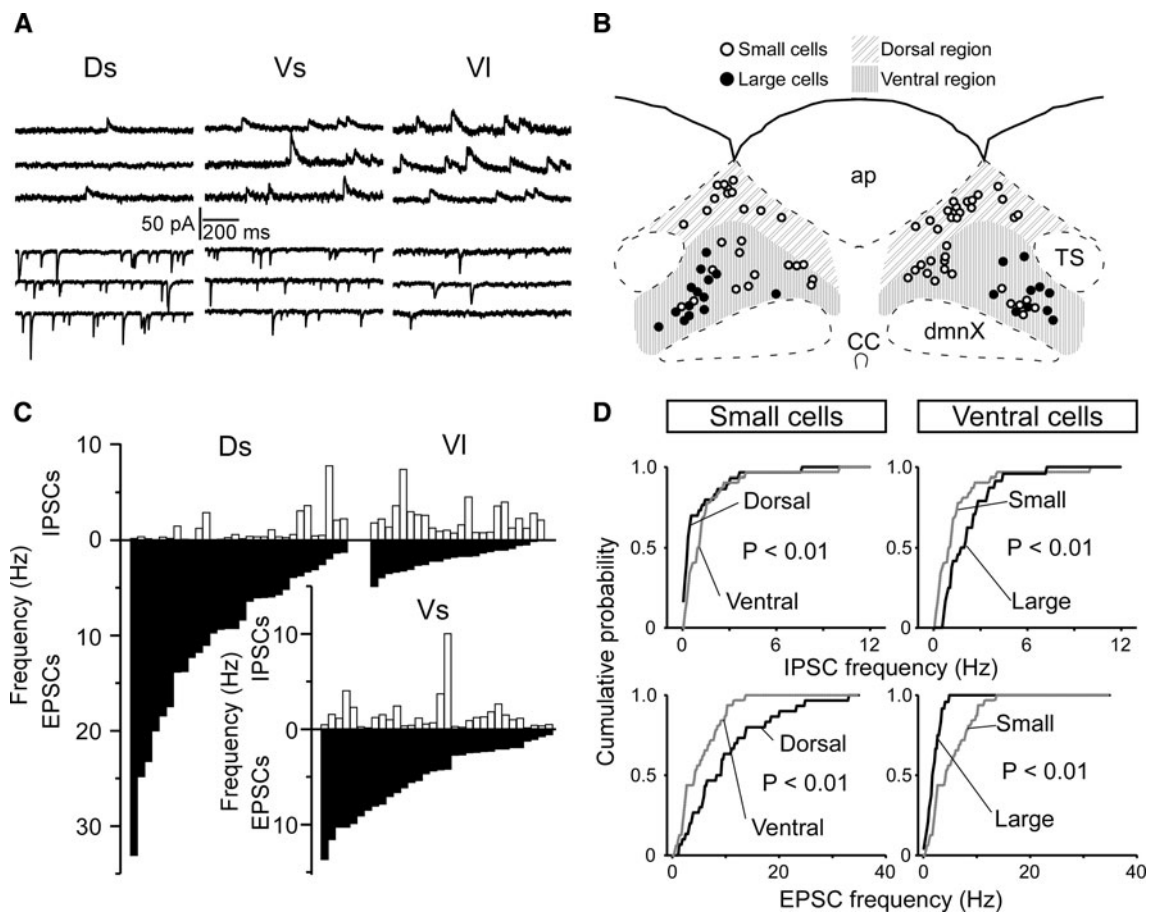 A
Ds Vs Vl
50 pA
200 ms
B
Small cells Dorsal region
Large cells Ventral region
ap
TS
dmnX
CC
C
Ds Vl
10
0
10
20
30
IPSCs
Frequency (Hz)
EPSCs
Vs
10
0
10
IPSCs
Frequency (Hz)
EPSCs
D
Small cells Ventral cells
Cumulative probability
1.0
0.5
0
Dorsal
P < 0.01
Ventral
0 6 12
1.0
0.5
0
Small
P < 0.01
Large
0 6 12
IPSC frequency (Hz)
1.0
0.5
0
Dorsal
P < 0.01
Ventral
0 20 40
1.0
0.5
0
Small
P < 0.01
Large
0 20 40
EPSC frequency (Hz)